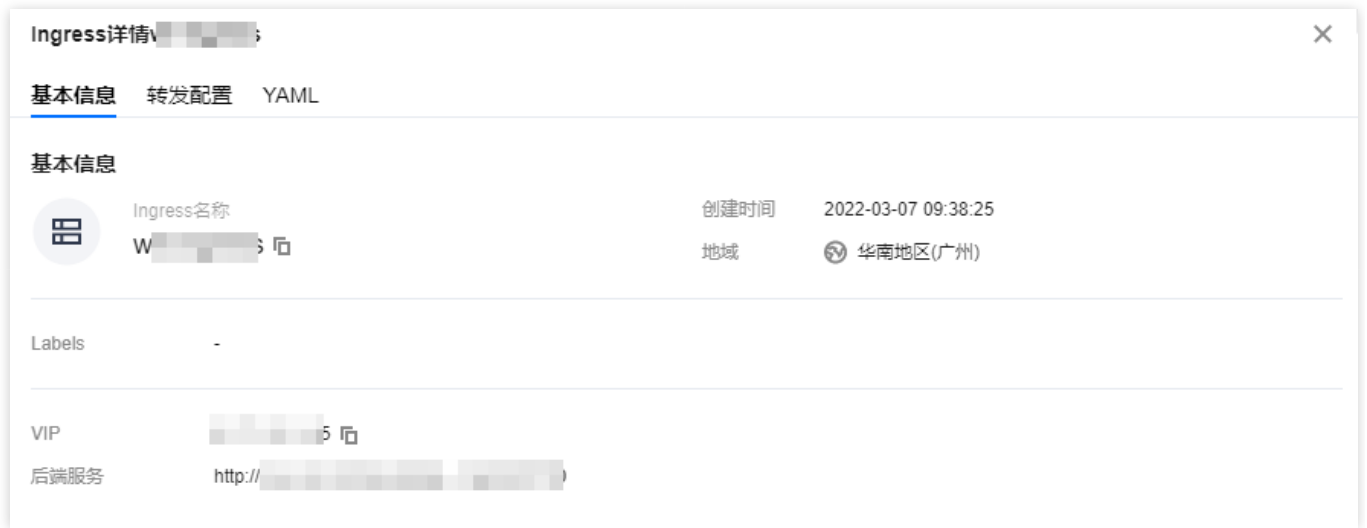 Ingress详情
基本信息 转发配置 YAML
基本信息
Ingress名称
创建时间 2022-03-07 09:38:25
地域 华南地区(广州)
Labels -
VIP
后端服务 http://